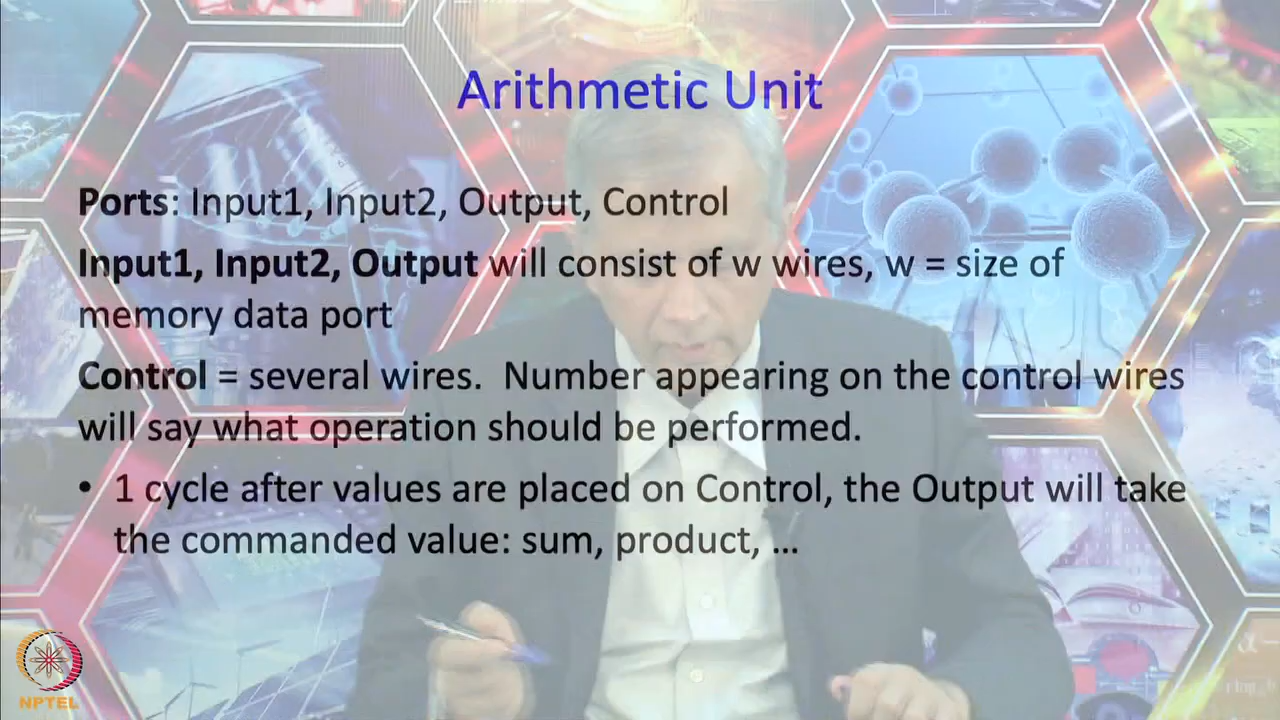 Arithmetic Unit
Ports: Input1, Input2, Output, Control
Input1, Input2, Output will consist of w wires, w = size of
memory data port
Control = several wires. Number appearing on the control wires
will say what operation should be performed.
• 1 cycle after values are placed on Control, the Output will take
the commanded value: sum, product, ...
NPTEL